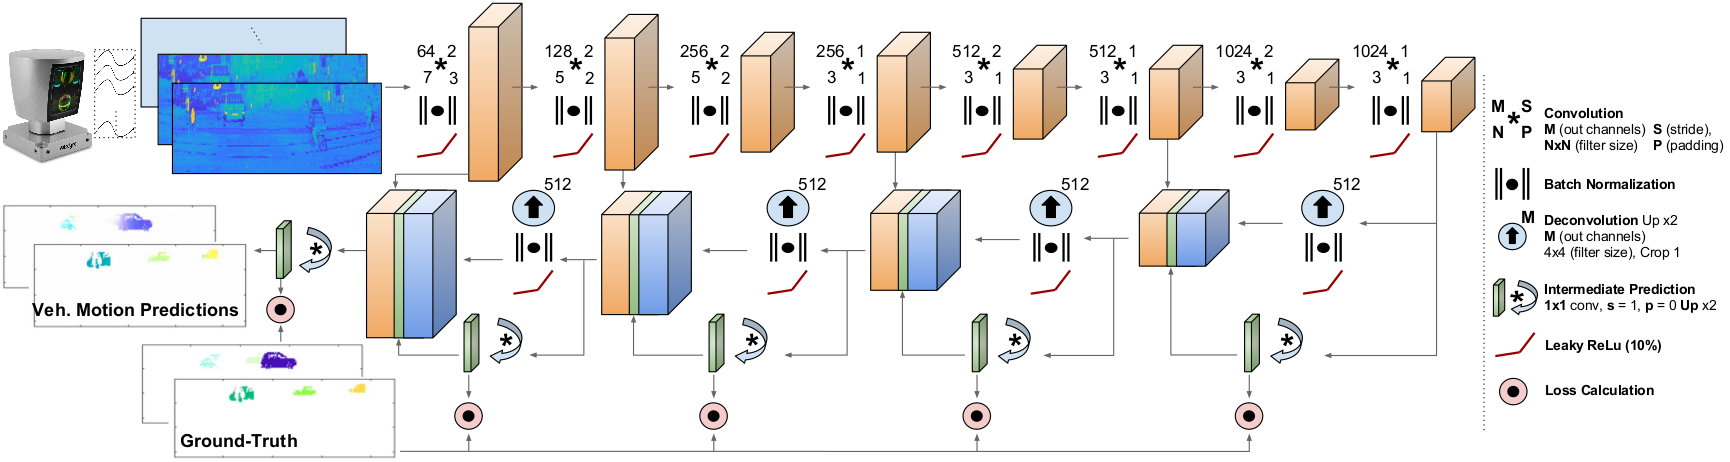 64 2
7 3
128 2
5 2
256 2
5 2
256 1
3 1
512 2
3 1
512 1
3 1
1024 2
3 1
1024 1
3 1
512
512
512
512
Veh. Motion Predictions
Ground-Truth
M S
N P
Convolution
M (out channels) S (stride),
NxN (filter size) P (padding)
Batch Normalization
M
Deconvolution Up x2
M (out channels)
4x4 (filter size), Crop 1
Intermediate Prediction
1x1 conv, s = 1, p = 0 Up x2
Leaky ReLu (10%)
Loss Calculation